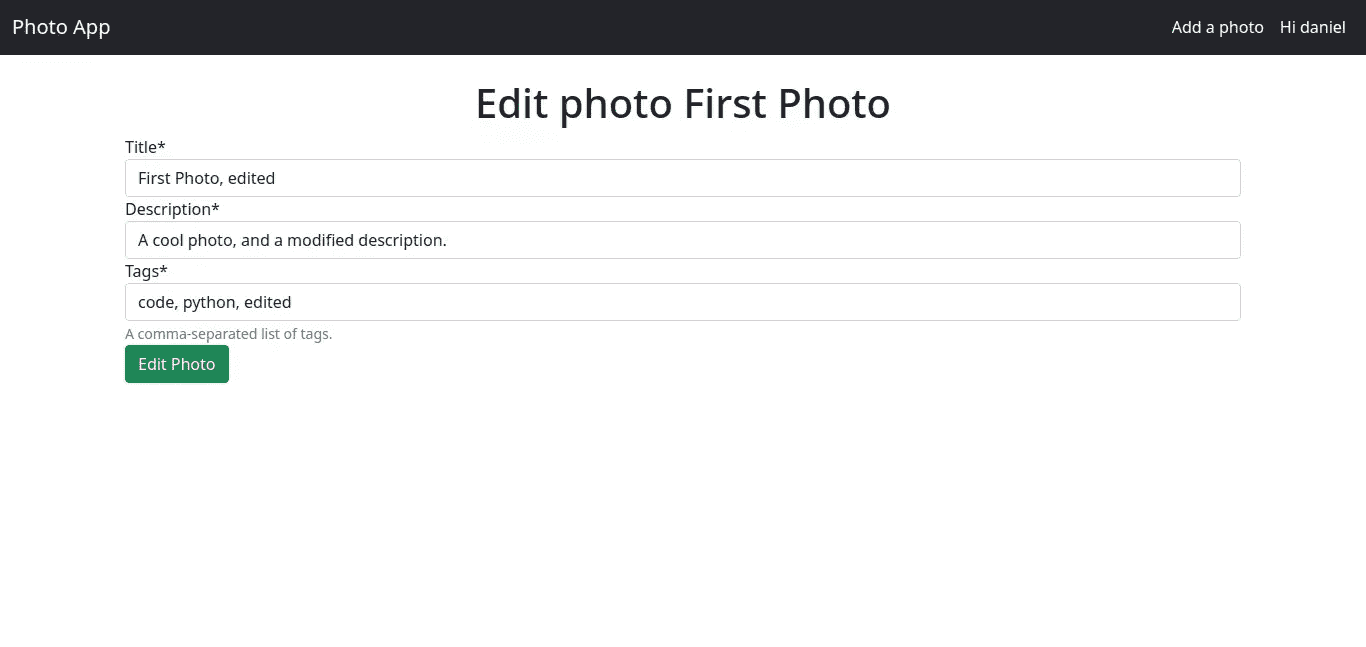 Photo App Add a photo Hi daniel
Edit photo First Photo
Title*
First Photo, edited
Description*
A cool photo, and a modified description.
Tags*
code, python, edited
A comma-separated list of tags.
Edit Photo